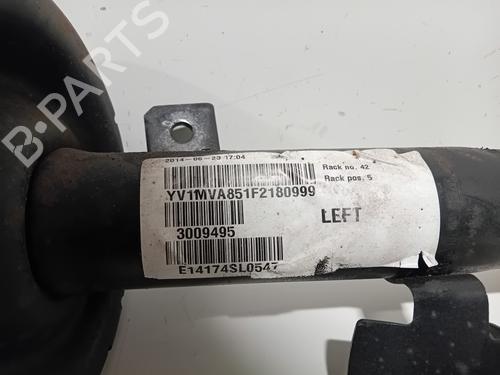 B-PARTS
2014-06-23 17:04
Rack no. 42
Rack pos. 5
YV1MVA851F2180999
LEFT
3009495
E14174SL0547